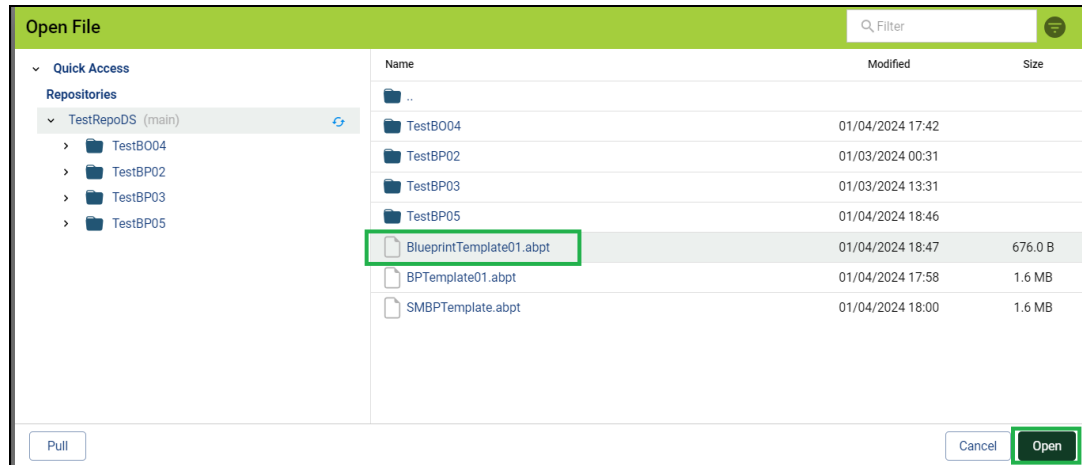 Open File
Filter
Quick Access
Repositories
TestRepoDS (main)
TestBO04
TestBP02
TestBP03
TestBP05
Name Modified Size
..
TestBO04 01/04/2024 17:42
TestBP02 01/03/2024 00:31
TestBP03 01/03/2024 13:31
TestBP05 01/04/2024 18:46
BlueprintTemplate01.abpt 01/04/2024 18:47 676.0 B
BPTemplate01.abpt 01/04/2024 17:58 1.6 MB
SMBPTemplate.abpt 01/04/2024 18:00 1.6 MB
Pull Cancel Open